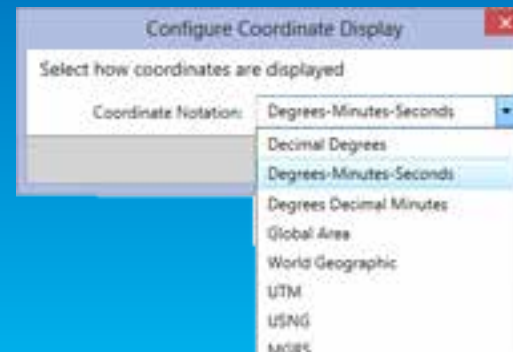 Configure Coordinate Display
Select how coordinates are displayed
Coordinate Notation: Degrees-Minutes-Seconds
Decimal Degrees
Degrees-Minutes-Seconds
Degrees Decimal Minutes
Global Area
World Geographic
UTM
USNG
MGRS